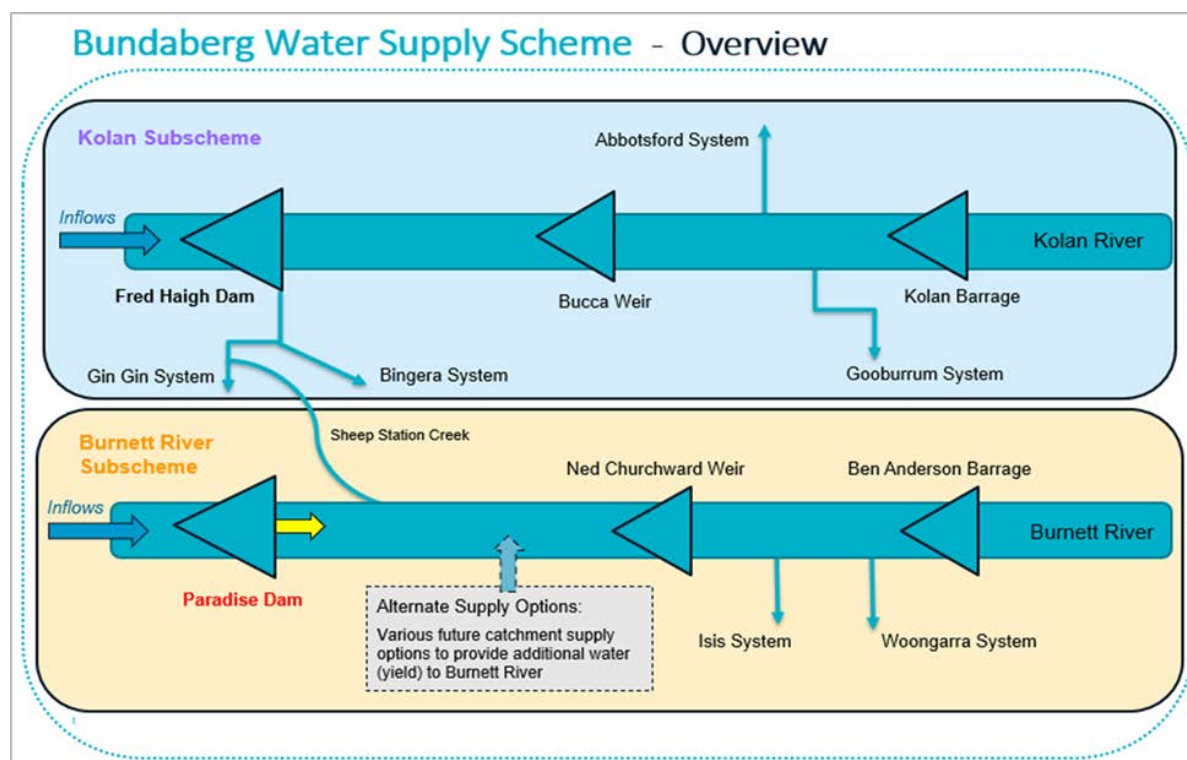 Bundaberg Water Supply Scheme - Overview
Kolan Subscheme
Abbotsford System
Inflows
Kolan River
Fred Haigh Dam
Bucca Weir
Kolan Barrage
Gin Gin System
Bingera System
Gooburrum System
Burnett River
Subscheme
Sheep Station Creek
Ned Churchward Weir
Ben Anderson Barrage
Inflows
Burnett River
Paradise Dam
Alternate Supply Options:
Various future catchment supply
options to provide additional water
(yield) to Burnett River
Isis System
Woongarra System